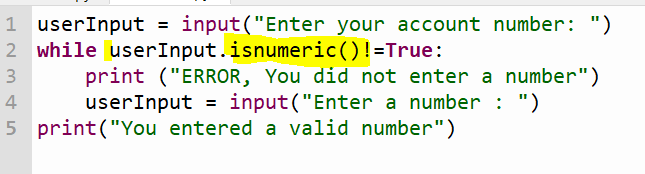 1 userInput = input("Enter your account number: ")
2 while userInput.isnumeric()!=True:
3     print ("ERROR, You did not enter a number")
4     userInput = input("Enter a number : ")
5 print("You entered a valid number")